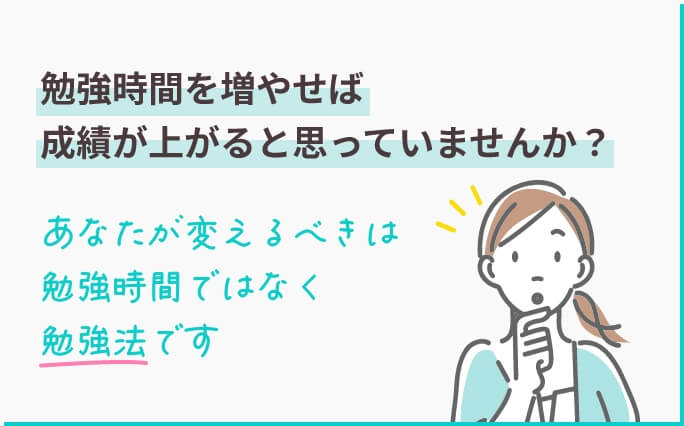 勉強時間を増やせば
成績が上がると思っていませんか？
あなたが変えるべきは
勉強時間ではなく
勉強法です